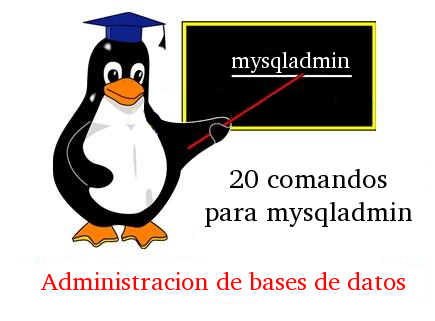 mysqladmin
20 comandos
para mysqladmin
Administracion de bases de datos